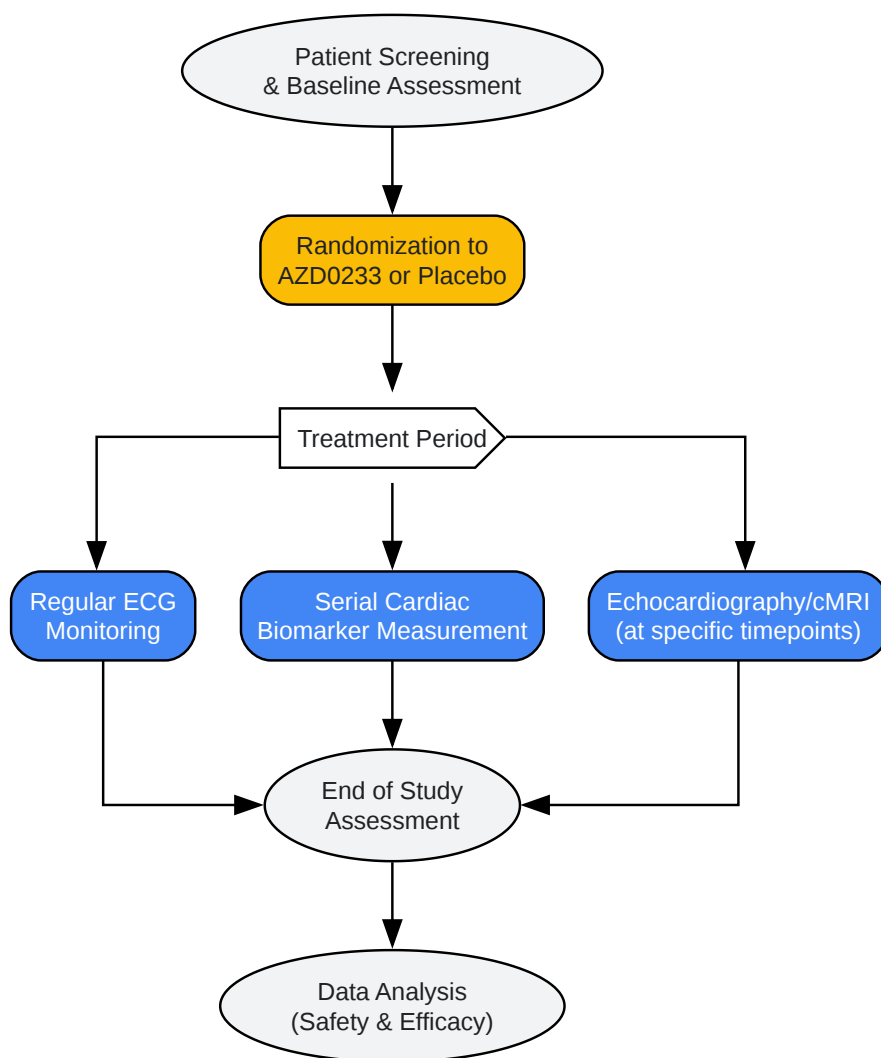 Patient Screening
& Baseline Assessment
Randomization to
AZD0233 or Placebo
Treatment Period
Regular ECG
Monitoring
Serial Cardiac
Biomarker Measurement
Echocardiography/cMRI
(at specific timepoints)
End of Study
Assessment
Data Analysis
(Safety & Efficacy)